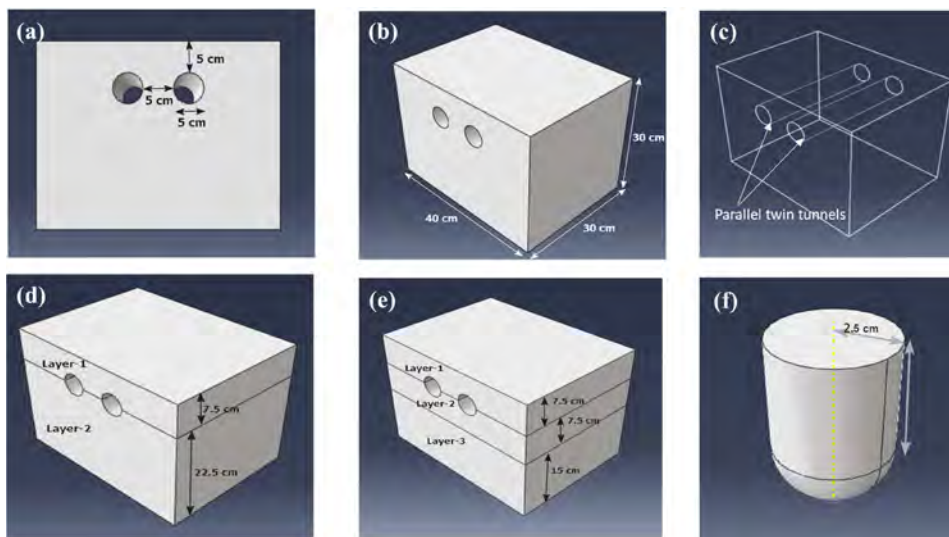 (a)
5 cm
5 cm
5 cm
(b)
30 cm
40 cm
30 cm
(c)
Parallel twin tunnels
(d)
Layer-1
7.5 cm
Layer-2
22.5 cm
(e)
Layer-1
7.5 cm
Layer-2
7.5 cm
Layer-3
15 cm
(f)
2.5 cm